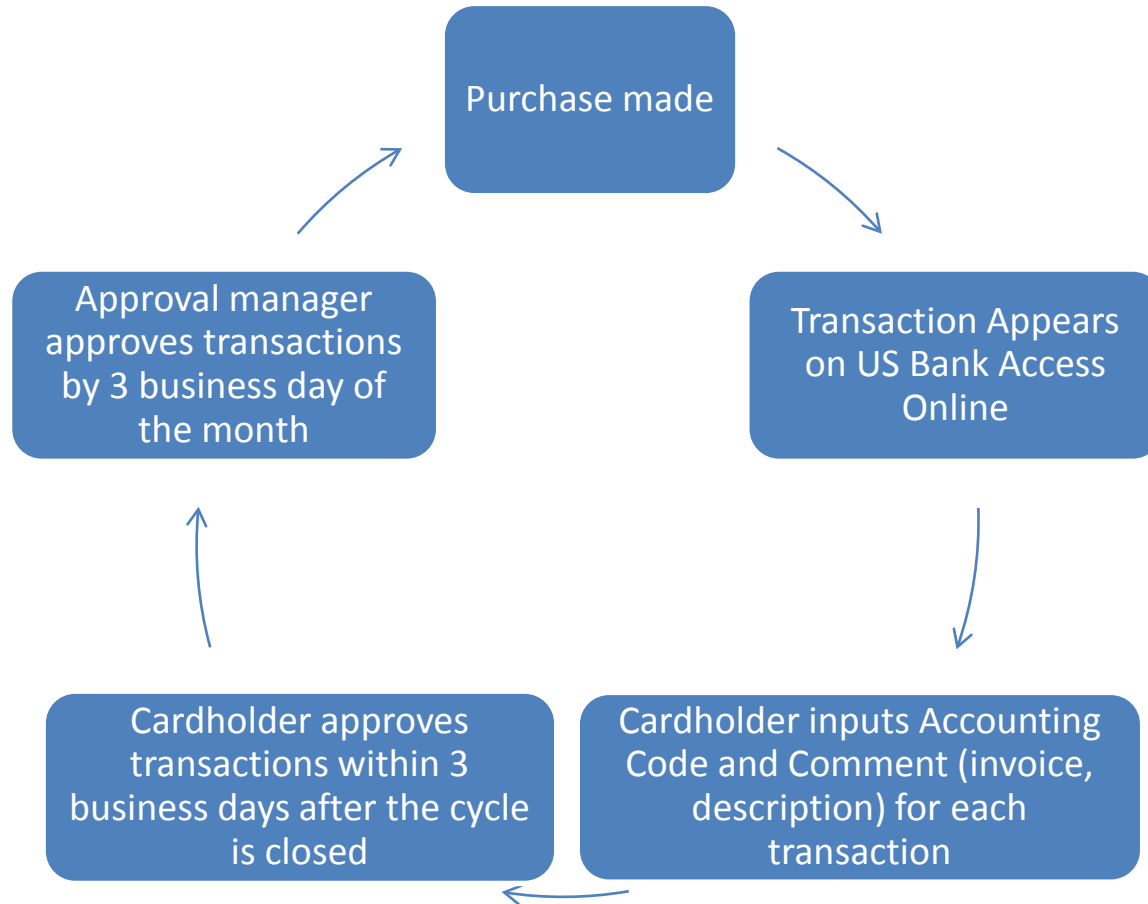 Purchase made
Transaction Appears
on US Bank Access
Online
Cardholder inputs Accounting
Code and Comment (invoice,
description) for each
transaction
Cardholder approves
transactions within 3
business days after the cycle
is closed
Approval manager
approves transactions
by 3 business day of
the month